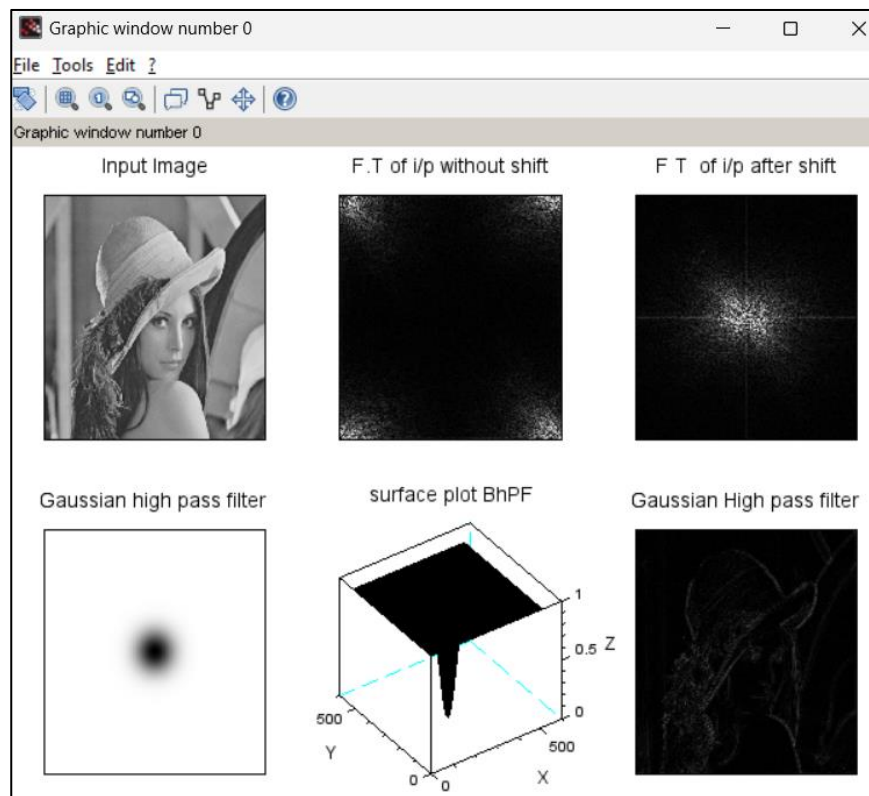 Graphic window number 0
File Tools Edit ?
Graphic window number 0
Input Image
F.T of i/p without shift
F T of i/p after shift
Gaussian high pass filter
surface plot BhPF
Gaussian High pass filter
1
0.5
0
Z
500
Y
0
0
X
500